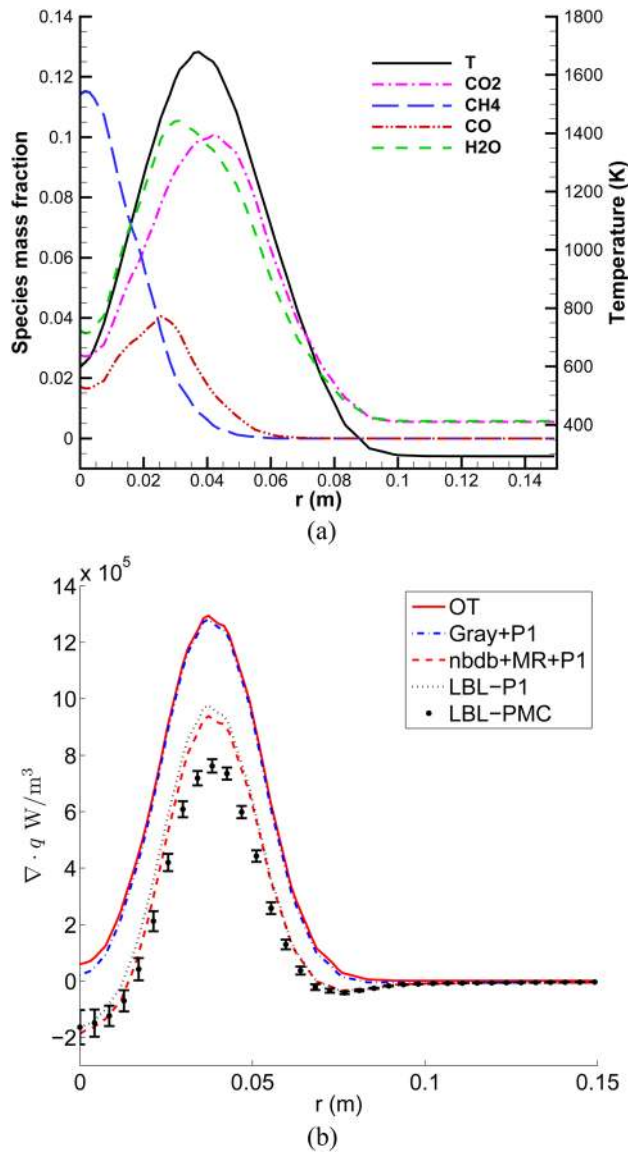 0.14
0.12
0.1
0.08
0.06
0.04
0.02
0
Species mass fraction
T
CO2
CH4
CO
H2O
1800
1600
1400
1200
1000
800
600
400
Temperature (K)
0 0.02 0.04 0.06 0.08 0.1 0.12 0.14
r (m)
(a)
x 10^5
14
12
10
8
6
4
2
0
−2
∇ · q W/m³
OT
Gray+P1
nbdb+MR+P1
LBL−P1
LBL−PMC
0 0.05 0.1 0.15
r (m)
(b)